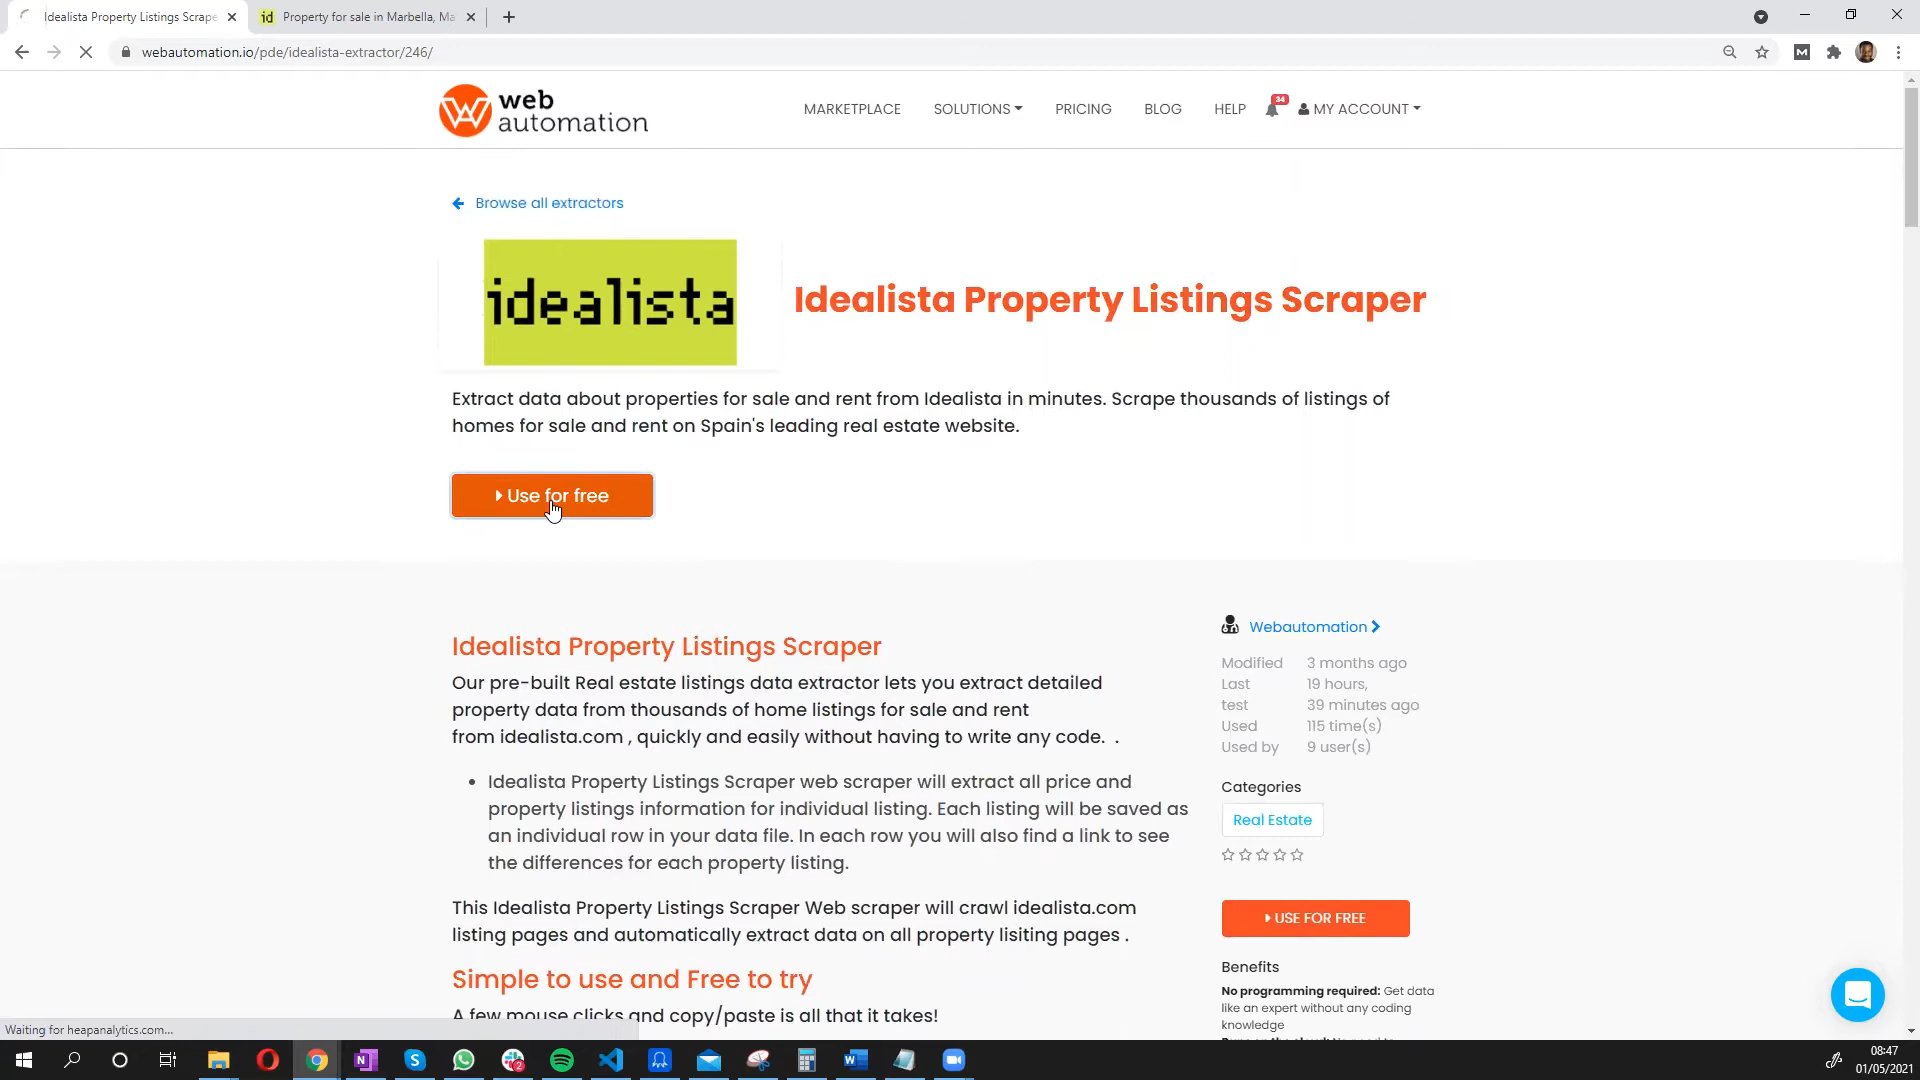 Idealista Property Listings Scrape
Property for sale in Marbella, Ma
webautomation.io/pde/idealista-extractor/246/
web
automation
MARKETPLACE
SOLUTIONS
PRICING
BLOG
HELP
34
MY ACCOUNT
Browse all extractors
idealista
Idealista Property Listings Scraper
Extract data about properties for sale and rent from Idealista in minutes. Scrape thousands of listings of
homes for sale and rent on Spain's leading real estate website.
Use for free
Idealista Property Listings Scraper
Our pre-built Real estate listings data extractor lets you extract detailed
property data from thousands of home listings for sale and rent
from idealista.com , quickly and easily without having to write any code. .
Idealista Property Listings Scraper web scraper will extract all price and
property listings information for individual listing. Each listing will be saved as
an individual row in your data file. In each row you will also find a link to see
the differences for each property listing.
This Idealista Property Listings Scraper Web scraper will crawl idealista.com
listing pages and automatically extract data on all property lisiting pages .
Simple to use and Free to try
A few mouse clicks and copy/paste is all that it takes!
Webautomation
Modified 3 months ago
Last 19 hours,
test 39 minutes ago
Used 115 time(s)
Used by 9 user(s)
Categories
Real Estate
USE FOR FREE
Benefits
No programming required: Get data
like an expert without any coding
knowledge
Waiting for heapanalytics.com...
08:47
01/05/2021